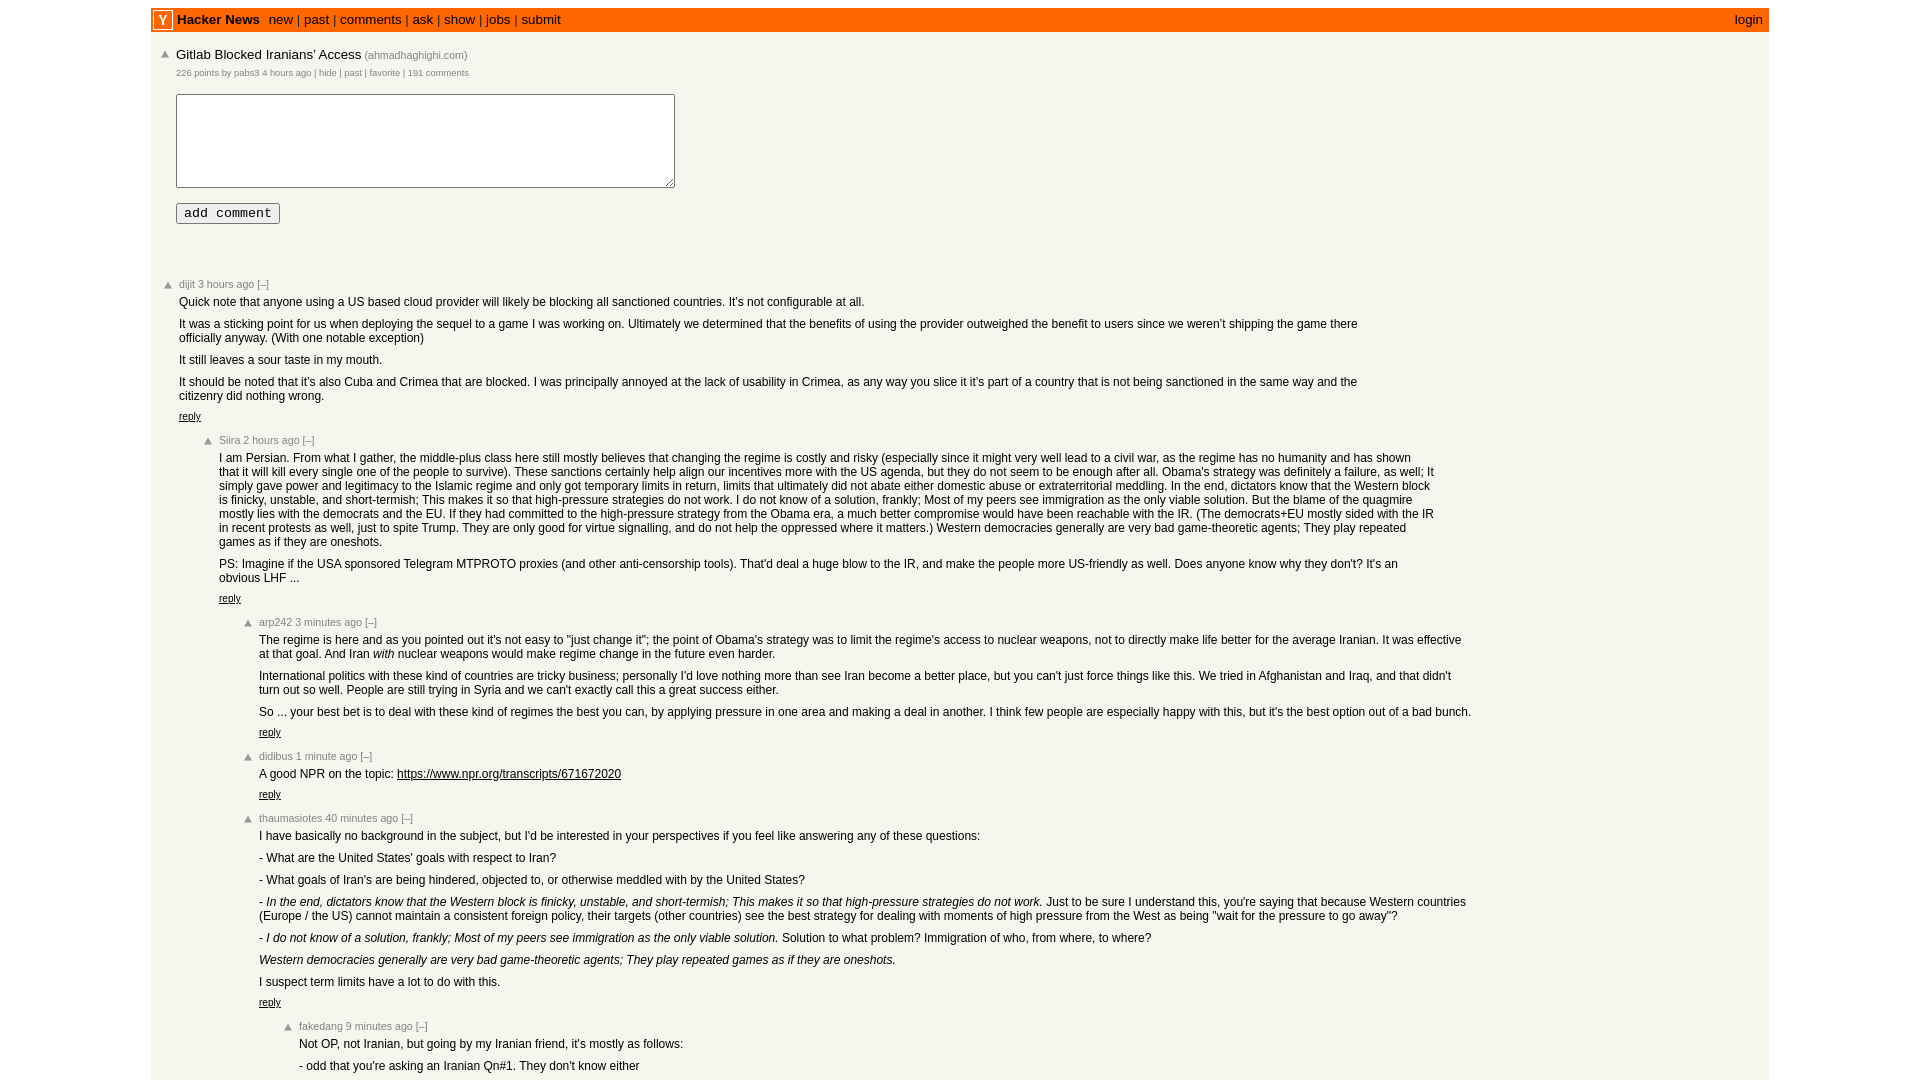 Y Hacker News new | past | comments | ask | show | jobs | submit login
Gitlab Blocked Iranians’ Access (ahmadhaghighi.com)
226 points by pabs3 4 hours ago | hide | past | favorite | 191 comments
add comment
dijit 3 hours ago [–]
Quick note that anyone using a US based cloud provider will likely be blocking all sanctioned countries. It’s not configurable at all.
It was a sticking point for us when deploying the sequel to a game I was working on. Ultimately we determined that the benefits of using the provider outweighed the benefit to users since we weren’t shipping the game there
officially anyway. (With one notable exception)
It still leaves a sour taste in my mouth.
It should be noted that it’s also Cuba and Crimea that are blocked. I was principally annoyed at the lack of usability in Crimea, as any way you slice it it’s part of a country that is not being sanctioned in the same way and the
citizenry did nothing wrong.
reply
Siira 2 hours ago [–]
I am Persian. From what I gather, the middle-plus class here still mostly believes that changing the regime is costly and risky (especially since it might very well lead to a civil war, as the regime has no humanity and has shown
that it will kill every single one of the people to survive). These sanctions certainly help align our incentives more with the US agenda, but they do not seem to be enough after all. Obama's strategy was definitely a failure, as well; It
simply gave power and legitimacy to the Islamic regime and only got temporary limits in return, limits that ultimately did not abate either domestic abuse or extraterritorial meddling. In the end, dictators know that the Western block
is finicky, unstable, and short-termish; This makes it so that high-pressure strategies do not work. I do not know of a solution, frankly; Most of my peers see immigration as the only viable solution. But the blame of the quagmire
mostly lies with the democrats and the EU. If they had committed to the high-pressure strategy from the Obama era, a much better compromise would have been reachable with the IR. (The democrats+EU mostly sided with the IR
in recent protests as well, just to spite Trump. They are only good for virtue signalling, and do not help the oppressed where it matters.) Western democracies generally are very bad game-theoretic agents; They play repeated
games as if they are oneshots.
PS: Imagine if the USA sponsored Telegram MTPROTO proxies (and other anti-censorship tools). That'd deal a huge blow to the IR, and make the people more US-friendly as well. Does anyone know why they don't? It's an
obvious LHF ...
reply
arp242 3 minutes ago [–]
The regime is here and as you pointed out it's not easy to "just change it"; the point of Obama's strategy was to limit the regime's access to nuclear weapons, not to directly make life better for the average Iranian. It was effective
at that goal. And Iran with nuclear weapons would make regime change in the future even harder.
International politics with these kind of countries are tricky business; personally I'd love nothing more than see Iran become a better place, but you can't just force things like this. We tried in Afghanistan and Iraq, and that didn't
turn out so well. People are still trying in Syria and we can't exactly call this a great success either.
So ... your best bet is to deal with these kind of regimes the best you can, by applying pressure in one area and making a deal in another. I think few people are especially happy with this, but it's the best option out of a bad bunch.
reply
didibus 1 minute ago [–]
A good NPR on the topic: https://www.npr.org/transcripts/671672020
reply
thaumasiotes 40 minutes ago [–]
I have basically no background in the subject, but I'd be interested in your perspectives if you feel like answering any of these questions:
- What are the United States' goals with respect to Iran?
- What goals of Iran's are being hindered, objected to, or otherwise meddled with by the United States?
- In the end, dictators know that the Western block is finicky, unstable, and short-termish; This makes it so that high-pressure strategies do not work. Just to be sure I understand this, you're saying that because Western countries
(Europe / the US) cannot maintain a consistent foreign policy, their targets (other countries) see the best strategy for dealing with moments of high pressure from the West as being "wait for the pressure to go away"?
- I do not know of a solution, frankly; Most of my peers see immigration as the only viable solution. Solution to what problem? Immigration of who, from where, to where?
Western democracies generally are very bad game-theoretic agents; They play repeated games as if they are oneshots.
I suspect term limits have a lot to do with this.
reply
fakedang 9 minutes ago [–]
Not OP, not Iranian, but going by my Iranian friend, it's mostly as follows:
- odd that you're asking an Iranian Qn#1. They don't know either